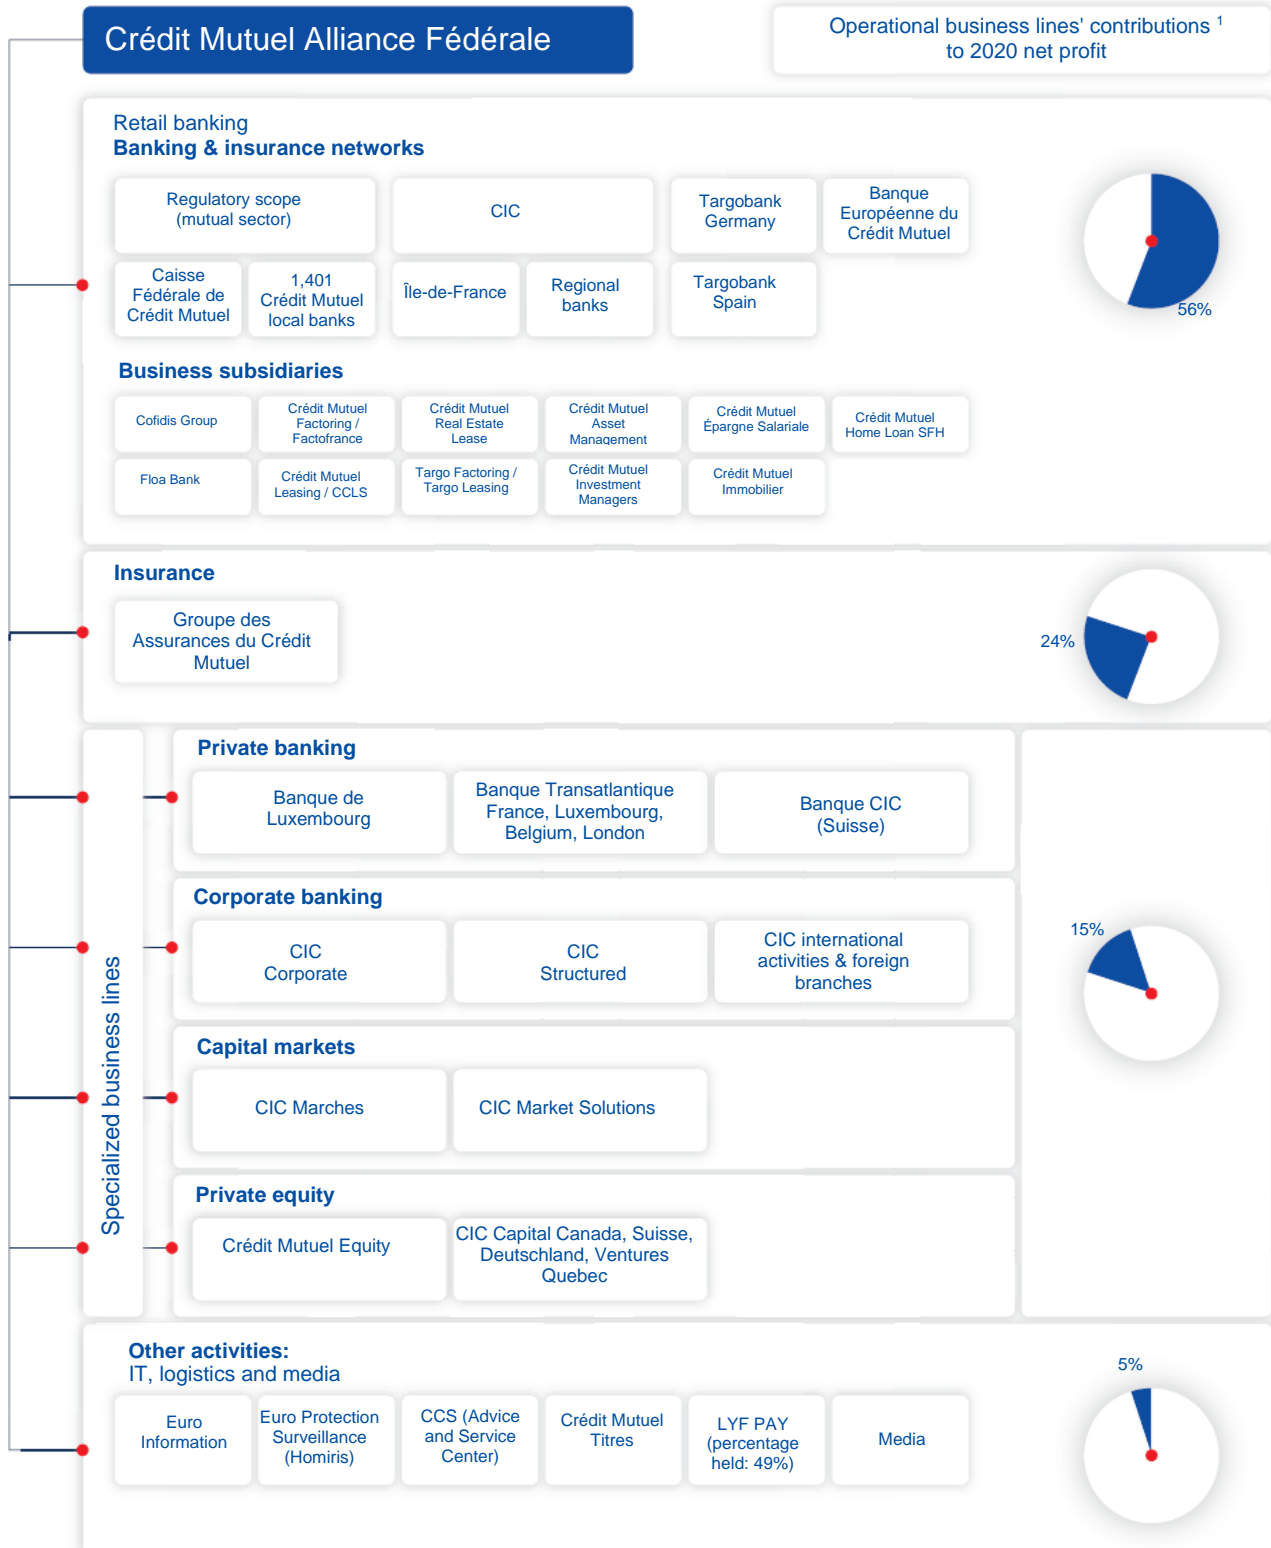 Crédit Mutuel Alliance Fédérale
Operational business lines' contributions 1
to 2020 net profit
Retail banking
Banking & insurance networks
Regulatory scope
(mutual sector)
CIC
Targobank
Germany
Banque
Européenne du
Crédit Mutuel
Caisse
Fédérale de
Crédit Mutuel
1,401
Crédit Mutuel
local banks
Île-de-France
Regional
banks
Targobank
Spain
56%
Business subsidiaries
Cofidis Group
Crédit Mutuel
Factoring /
Factofrance
Crédit Mutuel
Real Estate
Lease
Crédit Mutuel
Asset
Management
Crédit Mutuel
Épargne Salariale
Crédit Mutuel
Home Loan SFH
Floa Bank
Crédit Mutuel
Leasing / CCLS
Targo Factoring /
Targo Leasing
Crédit Mutuel
Investment
Managers
Crédit Mutuel
Immobilier
Insurance
Groupe des
Assurances du Crédit
Mutuel
24%
Specialized business lines
Private banking
Banque de
Luxembourg
Banque Transatlantique
France, Luxembourg,
Belgium, London
Banque CIC
(Suisse)
Corporate banking
CIC
Corporate
CIC
Structured
CIC international
activities & foreign
branches
15%
Capital markets
CIC Marches
CIC Market Solutions
Private equity
Crédit Mutuel Equity
CIC Capital Canada, Suisse,
Deutschland, Ventures
Quebec
Other activities:
IT, logistics and media
Euro
Information
Euro Protection
Surveillance
(Homiris)
CCS (Advice
and Service
Center)
Crédit Mutuel
Titres
LYF PAY
(percentage
held: 49%)
Media
5%